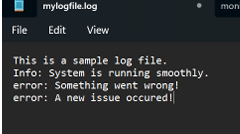 mylogfile.log mon
File Edit View
This is a sample log file.
Info: System is running smoothly.
error: Something went wrong!
error: A new issue occured!